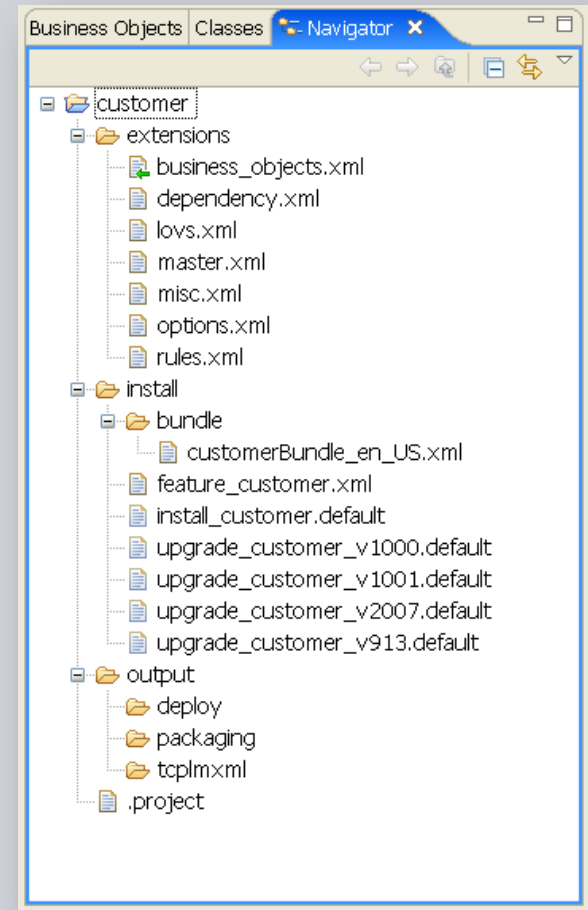 Business Objects Classes Navigator
customer
extensions
business_objects.xml
dependency.xml
lovs.xml
master.xml
misc.xml
options.xml
rules.xml
install
bundle
customerBundle_en_US.xml
feature_customer.xml
install_customer.default
upgrade_customer_v1000.default
upgrade_customer_v1001.default
upgrade_customer_v2007.default
upgrade_customer_v913.default
output
deploy
packaging
tcplmxml
.project